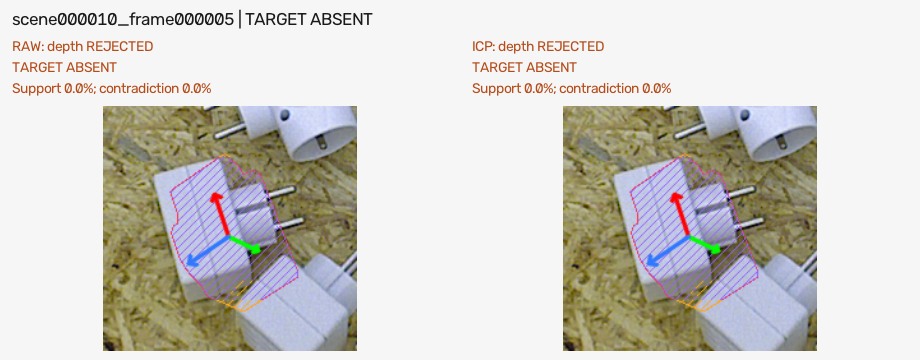 scene000010_frame000005 | TARGET ABSENT
RAW: depth REJECTED
TARGET ABSENT
Support 0.0%; contradiction 0.0%
ICP: depth REJECTED
TARGET ABSENT
Support 0.0%; contradiction 0.0%